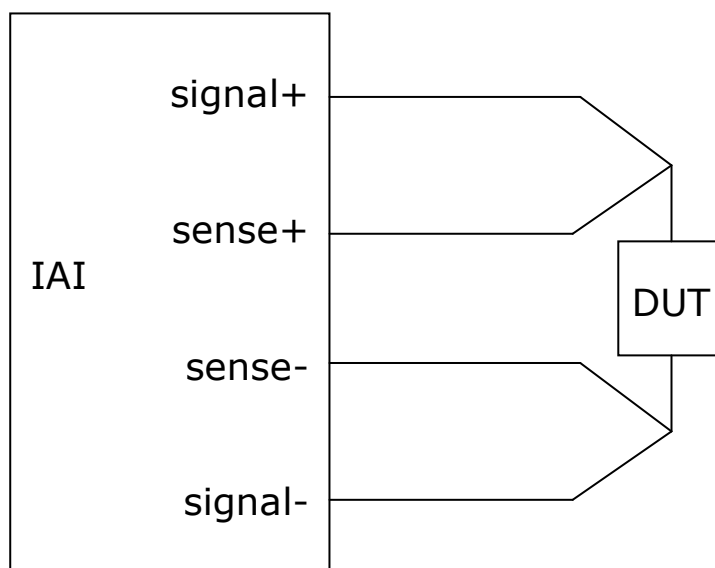 signal+
sense+
IAI
DUT
sense-
signal-